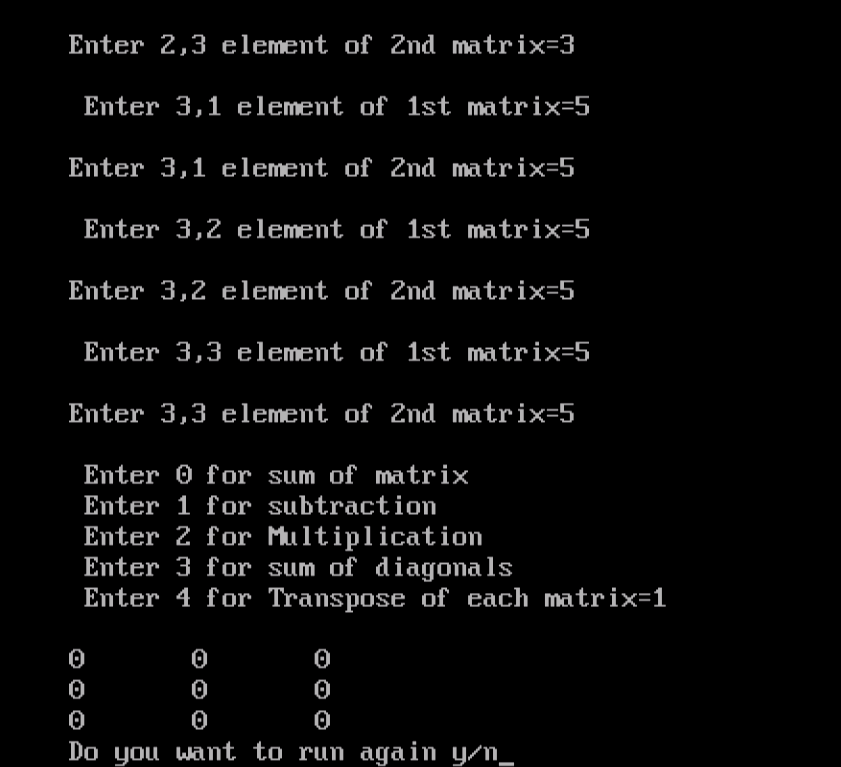 Enter 2,3 element of 2nd matrix=3
Enter 3,1 element of 1st matrix=5
Enter 3,1 element of 2nd matrix=5
Enter 3,2 element of 1st matrix=5
Enter 3,2 element of 2nd matrix=5
Enter 3,3 element of 1st matrix=5
Enter 3,3 element of 2nd matrix=5
Enter 0 for sum of matrix
Enter 1 for subtraction
Enter 2 for Multiplication
Enter 3 for sum of diagonals
Enter 4 for Transpose of each matrix=1
0 0 0
0 0 0
0 0 0
Do you want to run again y/n_